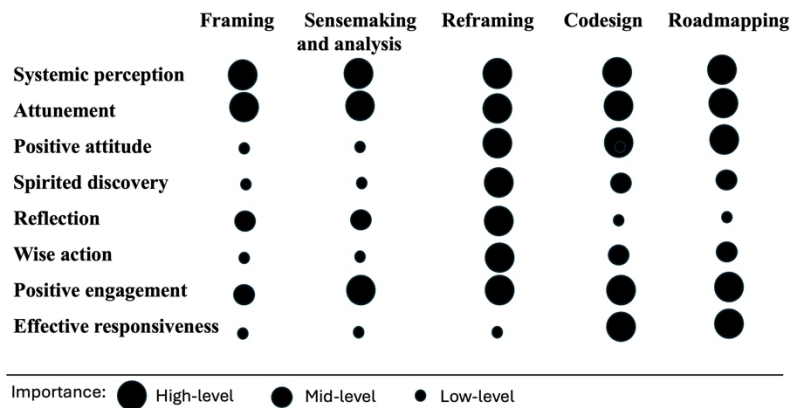 Framing Sensemaking and analysis Reframing Codesign Roadmapping
Systemic perception
Attunement
Positive attitude
Spirited discovery
Reflection
Wise action
Positive engagement
Effective responsiveness
Importance: High-level Mid-level Low-level